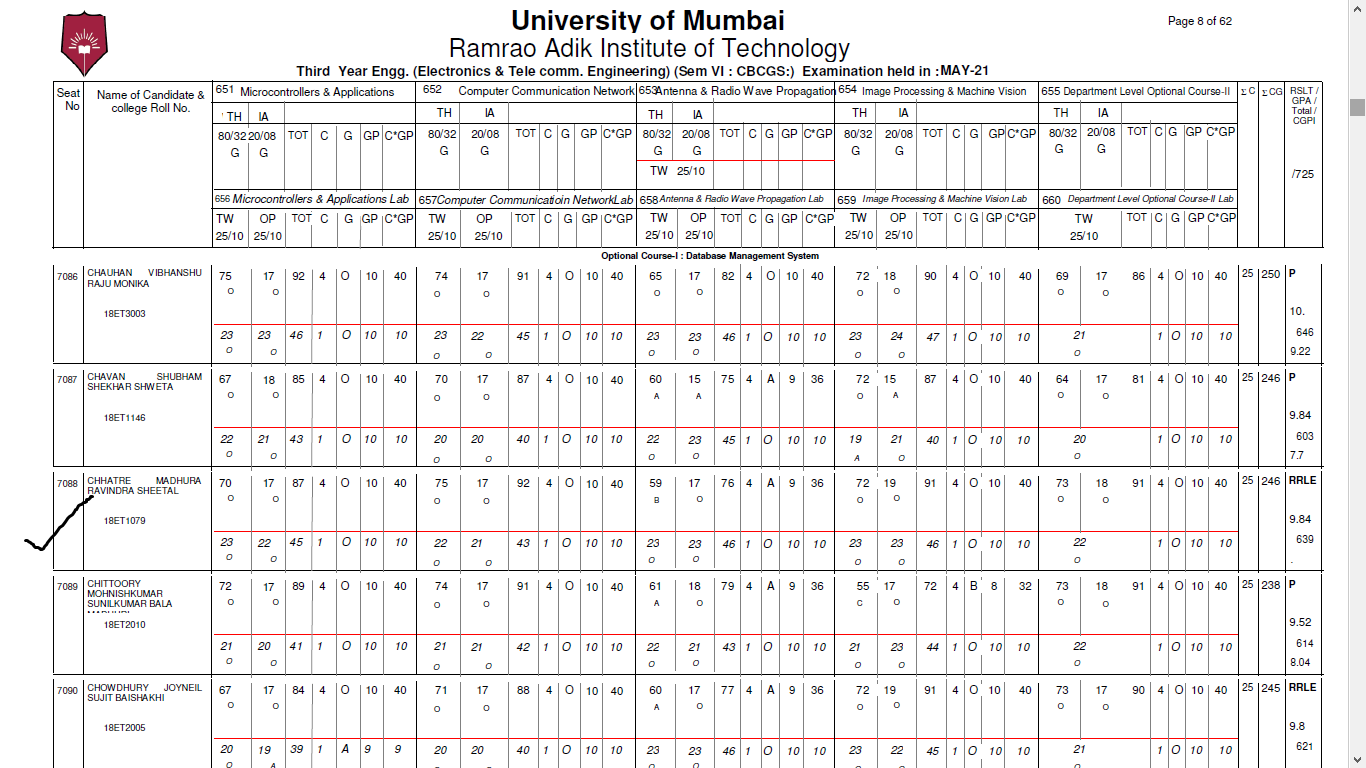 University of Mumbai
Page 8 of 62
Ramrao Adik Institute of Technology
Third Year Engg. (Electronics & Tele comm. Engineering) (Sem VI : CBCGS:) Examination held in :MAY-21
Seat No Name of Candidate & college Roll No. 651 Microcontrollers & Applications 652 Computer Communication Network 653 Antenna & Radio Wave Propagation 654 Image Processing & Machine Vision 655 Department Level Optional Course-II Σ C Σ CG RSLT / GPA / Total / CGPI
TH IA TH IA TH IA TH IA TH IA
80/32 20/08 TOT C G GP C*GP 80/32 20/08 TOT C G GP C*GP 80/32 20/08 TOT C G GP C*GP 80/32 20/08 TOT C G GP C*GP 80/32 20/08 TOT C G GP C*GP
G G G G G G G G G G
TW 25/10 /725
656 Microcontrollers & Applications Lab 657 Computer Communicatioin NetworkLab 658 Antenna & Radio Wave Propagation Lab 659 Image Processing & Machine Vision Lab 660 Department Level Optional Course-II Lab
TW OP TOT C G GP C*GP TW OP TOT C G GP C*GP TW OP TOT C G GP C*GP TW OP TOT C G GP C*GP TW TOT C G GP C*GP
25/10 25/10 25/10 25/10 25/10 25/10 25/10 25/10 25/10
Optional Course-I : Database Management System
7086 CHAUHAN VIBHANSHU 75 17 92 4 O 10 40 74 17 91 4 O 10 40 65 17 82 4 O 10 40 72 18 90 4 O 10 40 69 17 86 4 O 10 40 25 250 P
RAJU MONIKA
O O O O O O O O O O
18ET3003 10.
23 23 46 1 O 10 10 23 22 45 1 O 10 10 23 23 46 1 O 10 10 23 24 47 1 O 10 10 21 1 O 10 10 646
O O O O O O O O O 9.22
7087 CHAVAN SHUBHAM 67 18 85 4 O 10 40 70 17 87 4 O 10 40 60 15 75 4 A 9 36 72 15 87 4 O 10 40 64 17 81 4 O 10 40 25 246 P
SHEKHAR SHWETA
O O O O A A O A O O
18ET1146 9.84
22 21 43 1 O 10 10 20 20 40 1 O 10 10 22 23 45 1 O 10 10 19 21 40 1 O 10 10 20 1 O 10 10 603
O O O O O O A O O 7.7
7088 CHHATRE MADHURA 70 17 87 4 O 10 40 75 17 92 4 O 10 40 59 17 76 4 A 9 36 72 19 91 4 O 10 40 73 18 91 4 O 10 40 25 246 RRLE
RAVINDRA SHEETAL
O O O O B O O O O O
18ET1079 9.84
23 22 45 1 O 10 10 22 21 43 1 O 10 10 23 23 46 1 O 10 10 23 23 46 1 O 10 10 22 1 O 10 10 639
O O O O O O O O O .
7089 CHITTOORY 72 17 89 4 O 10 40 74 17 91 4 O 10 40 61 18 79 4 A 9 36 55 17 72 4 B 8 32 73 18 91 4 O 10 40 25 238 P
MOHNISHKUMAR
SUNILKUMAR BALA
O O O O A O C O O O
18ET2010 9.52
21 20 41 1 O 10 10 21 21 42 1 O 10 10 22 21 43 1 O 10 10 21 23 44 1 O 10 10 22 1 O 10 10 614
O O O O O O O O O 8.04
7090 CHOWDHURY JOYNEIL 67 17 84 4 O 10 40 71 17 88 4 O 10 40 60 17 77 4 A 9 36 72 19 91 4 O 10 40 73 17 90 4 O 10 40 25 245 RRLE
SUJIT BAISHAKHI
O O O O A O O O O O
18ET2005 9.8
20 19 39 1 A 9 9 20 20 40 1 O 10 10 23 23 46 1 O 10 10 23 22 45 1 O 10 10 21 1 O 10 10 621
O A O O O O O O O